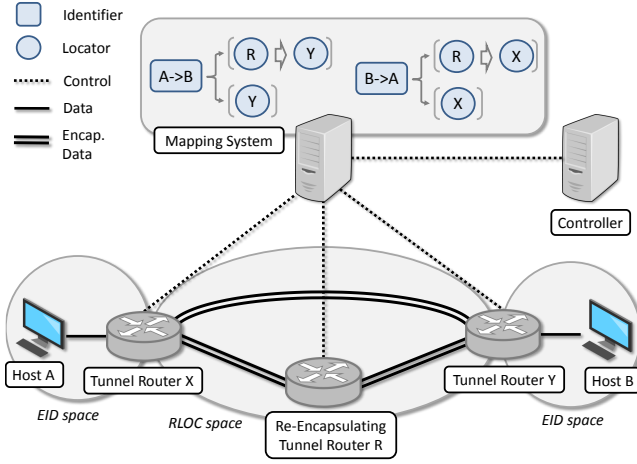 Identifier
Locator
Control
Data
Encap.
Data
A->B
R
Y
Y
B->A
R
X
X
Mapping System
Controller
Host A
Tunnel Router X
Tunnel Router Y
Host B
EID space
RLOC space
Re-Encapsulating
Tunnel Router R
EID space